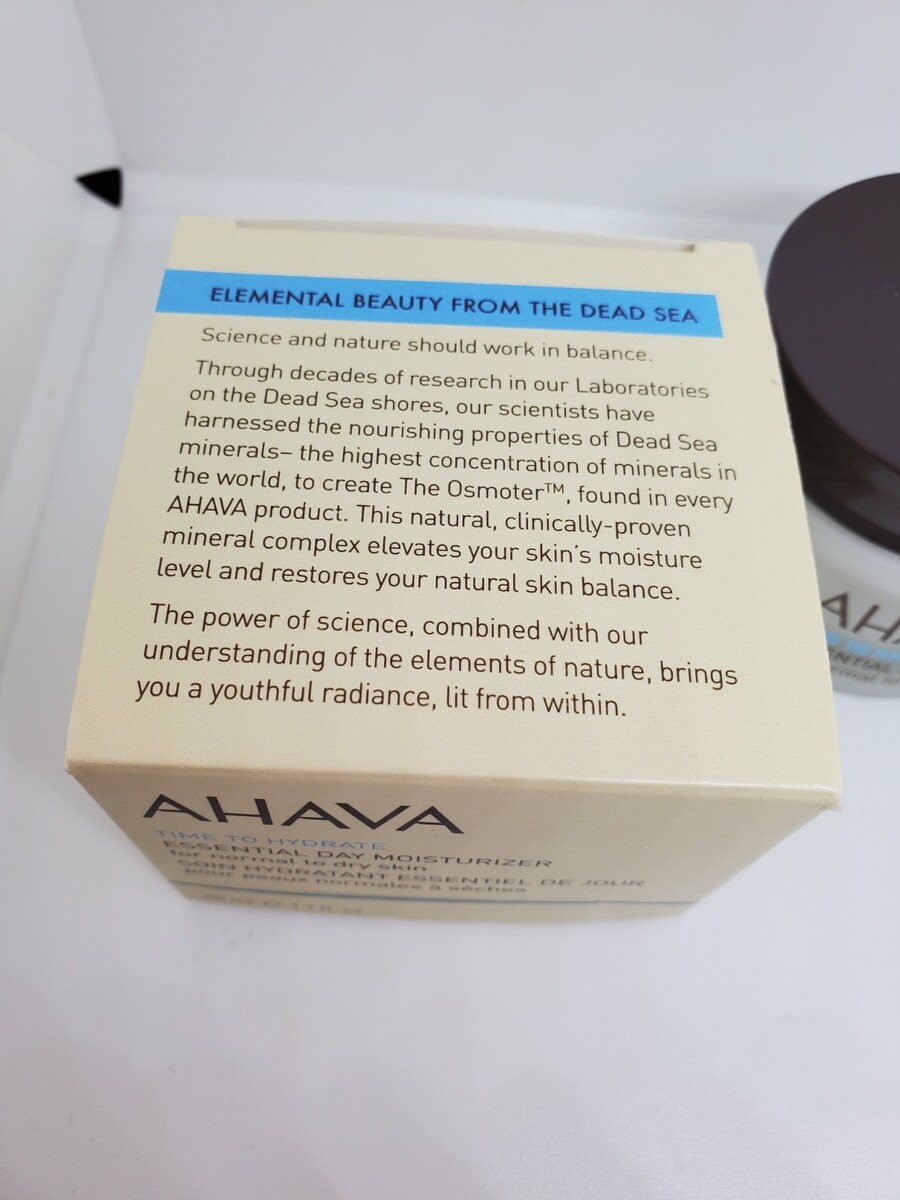 ELEMENTAL BEAUTY FROM THE DEAD SEA
Science and nature should work in balance.
Through decades of research in our Laboratories
on the Dead Sea shores, our scientists have
harnessed the nourishing properties of Dead Sea
minerals– the highest concentration of minerals in
the world, to create The Osmoter™, found in every
AHAVA product. This natural, clinically-proven
mineral complex elevates your skin's moisture
level and restores your natural skin balance.
The power of science, combined with our
understanding of the elements of nature, brings
you a youthful radiance, lit from within.
AHAVA
TIME TO HYDRATE
ESSENTIAL DAY MOISTURIZER
for normal to dry skin
SOIN HYDRATANT ESSENTIEL DE JOUR
pour peaux normales à sèches